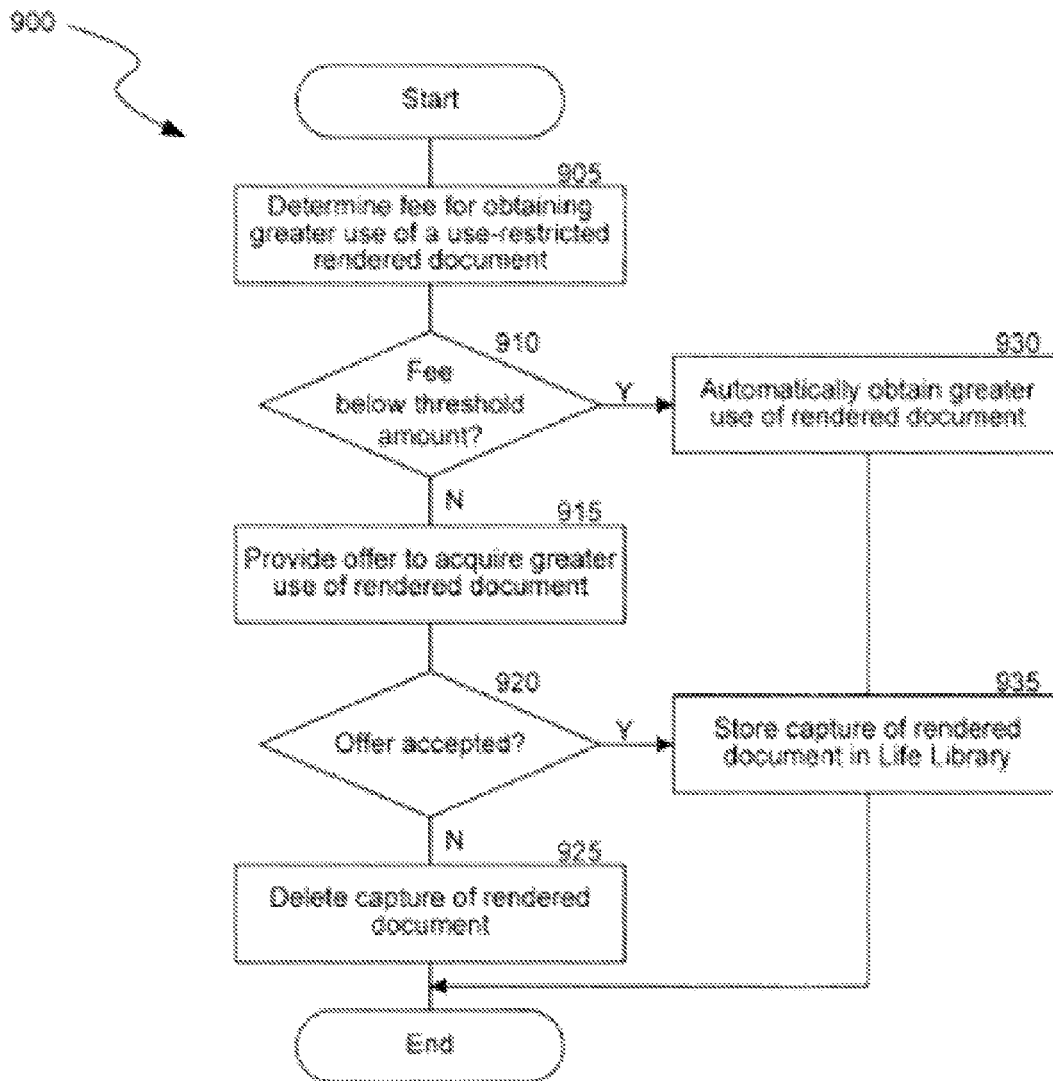 900
Start
905
Determine fee for obtaining
greater use of a use-restricted
rendered document
910
Fee
below threshold
amount?
Y
930
Automatically obtain greater
use of rendered document
N
915
Provide offer to acquire greater
use of rendered document
920
Offer accepted?
Y
935
Store capture of rendered
document in Life Library
N
925
Delete capture of rendered
document
End